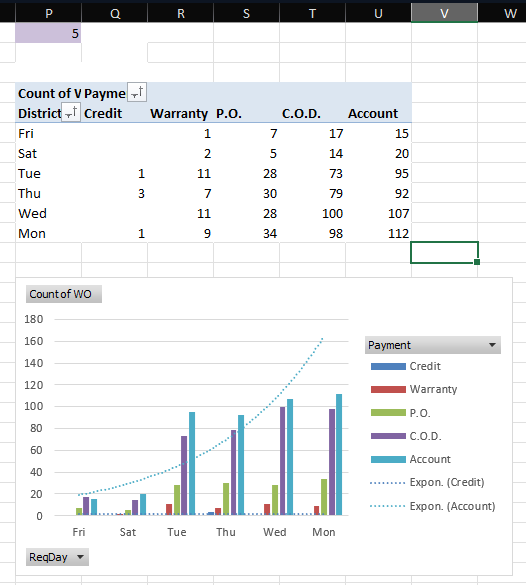 P Q R S T U V W
5
Count of V Payme
District Credit Warranty P.O. C.O.D. Account
Fri 1 7 17 15
Sat 2 5 14 20
Tue 1 11 28 73 95
Thu 3 7 30 79 92
Wed 11 28 100 107
Mon 1 9 34 98 112
Count of WO
180
160
140
120
100
80
60
40
20
0
Fri Sat Tue Thu Wed Mon
ReqDay
Payment
Credit
Warranty
P.O.
C.O.D.
Account
Expon. (Credit)
Expon. (Account)